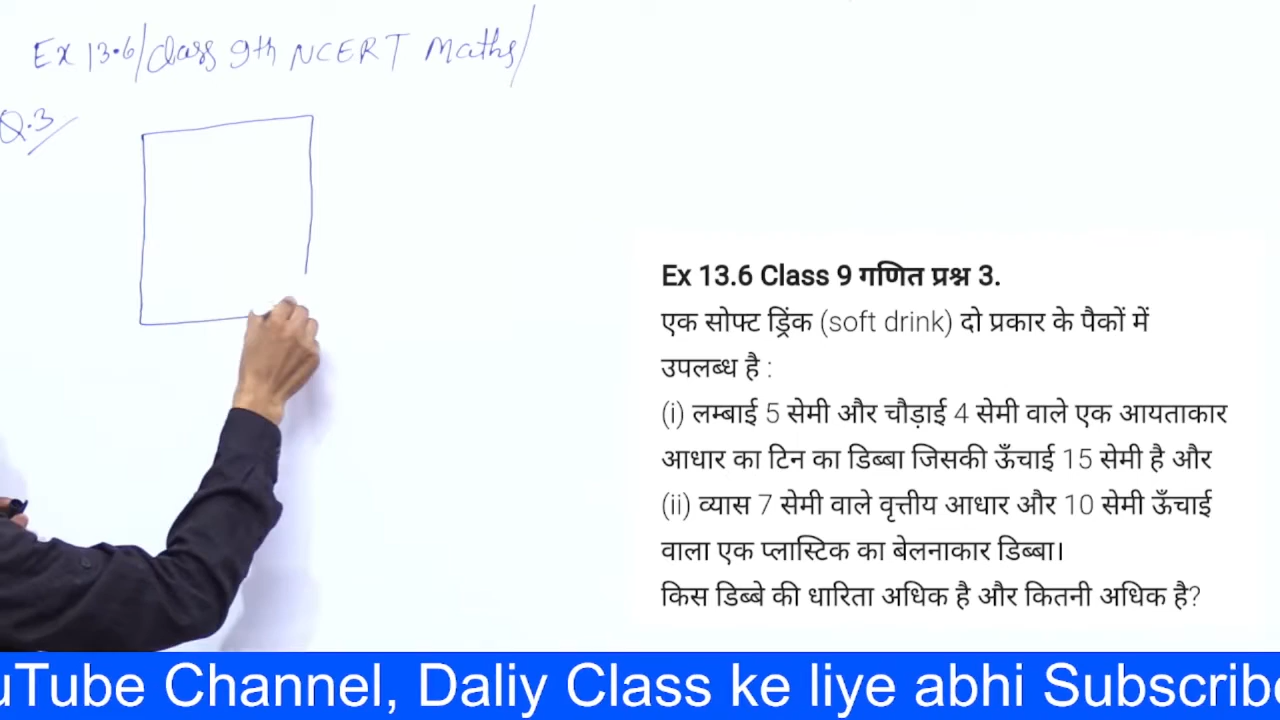 Ex 13.6/Class 9th NCERT Maths/
Q.3
Ex 13.6 Class 9 गणित प्रश्न 3.
एक सोफ्ट ड्रिंक (soft drink) दो प्रकार के पैकों में
उपलब्ध है :
(i) लम्बाई 5 सेमी और चौड़ाई 4 सेमी वाले एक आयताकार
आधार का टिन का डिब्बा जिसकी ऊँचाई 15 सेमी है और
(ii) व्यास 7 सेमी वाले वृत्तीय आधार और 10 सेमी ऊँचाई
वाला एक प्लास्टिक का बेलनाकार डिब्बा।
किस डिब्बे की धारिता अधिक है और कितनी अधिक है?
uTube Channel, Daliy Class ke liye abhi Subscribe